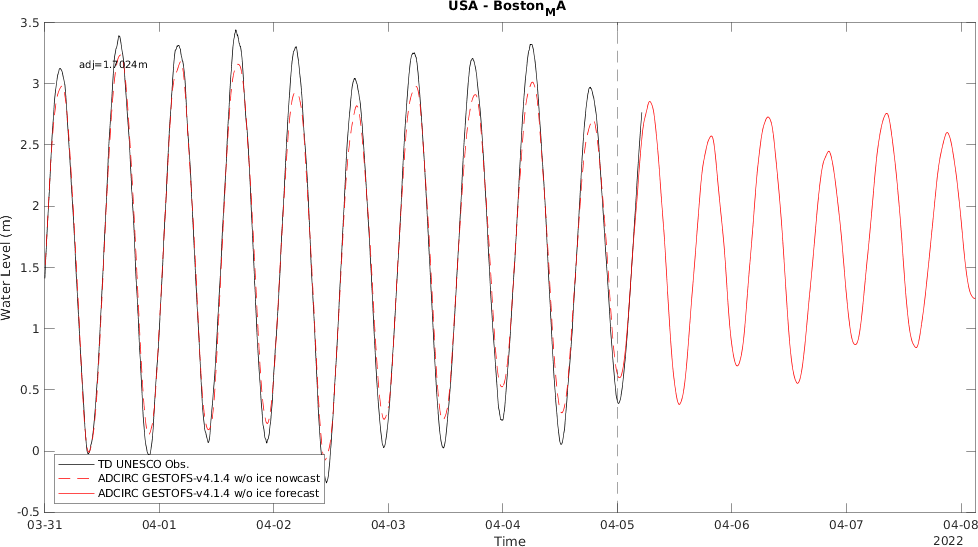 USA - Boston_MA
3.5
adj=1.7024m
3
2.5
2
1.5
1
0.5
0
-0.5
Water Level (m)
TD UNESCO Obs.
ADCIRC GESTOFS-v4.1.4 w/o ice nowcast
ADCIRC GESTOFS-v4.1.4 w/o ice forecast
03-31 04-01 04-02 04-03 04-04 04-05 04-06 04-07 04-08
Time
2022